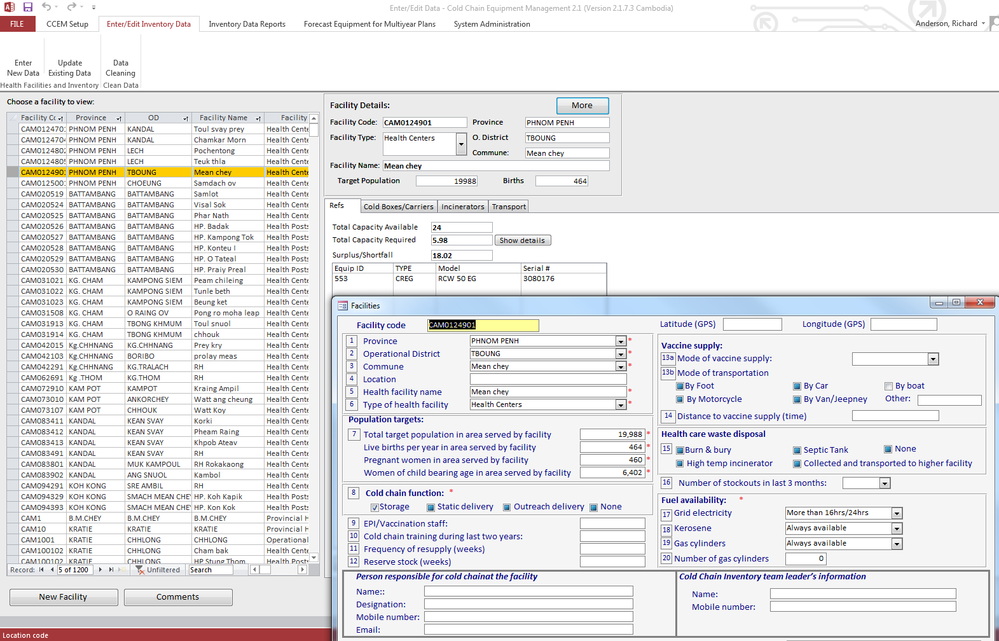 Enter/Edit Data - Cold Chain Equipment Management 2.1 (Version 2.1.7.3 Cambodia)
FILE CCEM Setup Enter/Edit Inventory Data Inventory Data Reports Forecast Equipment for Multiyear Plans System Administration Anderson, Richard
Enter New Data
Update Existing Data
Data Cleaning
Health Facilities and Inventory Clean Data
Choose a facility to view:
Facility Province OD Facility Name Facility
CAM0124701 PHNOM PENH KANDAL Toul svay prey Health Cente
CAM0124704 PHNOM PENH KANDAL Chamkar Morn Health Cente
CAM0124802 PHNOM PENH LECH Pochentong Health Cente
CAM0124805 PHNOM PENH LECH Teuk thla Health Cente
CAM0124901 PHNOM PENH TBOUNG Mean chey Health Cente
CAM0125001 PHNOM PENH CHOEUNG Samdach ov Health Cente
CAM020519 BATTAMBANG BATTAMBANG Samlot Health Cente
CAM020524 BATTAMBANG BATTAMBANG Visal Sok Health Cente
CAM020525 BATTAMBANG BATTAMBANG Phar Nath Health Cente
CAM020526 BATTAMBANG BATTAMBANG HP. Badak Health Posts
CAM020527 BATTAMBANG BATTAMBANG HP. Kampong Tok Health Posts
CAM020528 BATTAMBANG BATTAMBANG HP. Konteu I Health Posts
CAM020529 BATTAMBANG BATTAMBANG HP. O Tateal Health Posts
CAM020530 BATTAMBANG BATTAMBANG HP. Praiy Preal Health Posts
CAM031021 KG. CHAM KAMPONG SIEM Peam chileing Health Cente
CAM031022 KG. CHAM KAMPONG SIEM Tunle beth Health Cente
CAM031023 KG. CHAM KAMPONG SIEM Beung ket Health Cente
CAM031508 KG. CHAM O RAING OV Pong ro moha leap Health Cente
CAM031913 KG. CHAM TBONG KHMUM Toul snuol Health Cente
CAM031914 KG. CHAM TBONG KHMUM chhouk Health Cente
CAM042015 Kg.CHHNANG KG.CHHNANG Prey kry Health Cente
CAM042103 Kg.CHHNANG BORIBO prolay meas Health Cente
CAM042291 Kg.CHHNANG KG.TRALACH RH Health Cente
CAM062691 Kg .THOM KG.THOM RH Health Cente
CAM072910 KAM POT KAMPOT Kraing Ampil Health Cente
CAM073010 KAM POT ANKORCHEY Watt ang cheung Health Cente
CAM073107 KAM POT CHHOUK Watt Koy Health Cente
CAM083411 KANDAL KEAN SVAY Korki Health Cente
CAM083412 KANDAL KEAN SVAY Pheam Raing Health Cente
CAM083413 KANDAL KEAN SVAY Khpob Ateav Health Cente
CAM083491 KANDAL KEAN SVAY RH Health Cente
CAM083801 KANDAL MUK KAMPOUL RH Rokakaong Health Cente
CAM083902 KANDAL ANG SNUOL Kambol Health Cente
CAM094291 KOH KONG SRE AMBIL RH Health Cente
CAM094329 KOH KONG SMACH MEAN CHEY HP. Koh Kapik Health Posts
CAM094393 KOH KONG SMACH MEAN CHEY HP. Kon Kok Health Posts
CAM1 B.M.CHEY B.M.CHEY B.M.CHEY Provincial H
CAM10 KRATIE KRATIE KRATIE Provincial H
CAM1001 KRATIE CHHLONG CHHLONG Operational
CAM100102 KRATIE CHHLONG Cham bak Health Cente
CAM100102 KRATIE CHHLONG HP Stung Thom Health Posts
Record: 5 of 1200 Unfiltered Search
New Facility Comments
Location code
Facility Details: More
Facility Code: CAM0124901 Province PHNOM PENH
Facility Type: Health Centers O. District TBOUNG
Commune: Mean chey
Facility Name: Mean chey
Target Population 19988 Births 464
Refs Cold Boxes/Carriers Incinerators Transport
Total Capacity Available 24
Total Capacity Required 5.98 Show details
Surplus/Shortfall 18.02
Equip ID TYPE Model Serial #
553 CREG RCW 50 EG 3080176
Facilities
Facility code CAM0124901 Latitude (GPS) Longitude (GPS)
1 Province PHNOM PENH *
2 Operational District TBOUNG *
3 Commune Mean chey *
4 Location
5 Health facility name Mean chey *
6 Type of health facility Health Centers *
Population targets:
7 Total target population in area served by facility 19,988 *
Live births per year in area served by facility 464 *
Pregnant women in area served by facility 460 *
Women of child bearing age in area served by facility 6,402 *
8 Cold chain function: *
Storage Static delivery Outreach delivery None
9 EPI/Vaccination staff:
10 Cold chain training during last two years:
11 Frequency of resupply (weeks)
12 Reserve stock (weeks)
Vaccine supply:
13a Mode of vaccine supply:
13b Mode of transportation
By Foot By Car By boat
By Motorcycle By Van/Jeepney Other:
14 Distance to vaccine supply (time)
Health care waste disposal
15 Burn & bury Septic Tank None
High temp incinerator Collected and transported to higher facility
16 Number of stockouts in last 3 months:
Fuel availability: *
17 Grid electricity More than 16hrs/24hrs
18 Kerosene Always available
19 Gas cylinders Always available
20 Number of gas cylinders 0
Person responsible for cold chainat the facility
Name::
Designation:
Mobile number:
Email:
Cold Chain Inventory team leader's information
Name:
Mobile number: